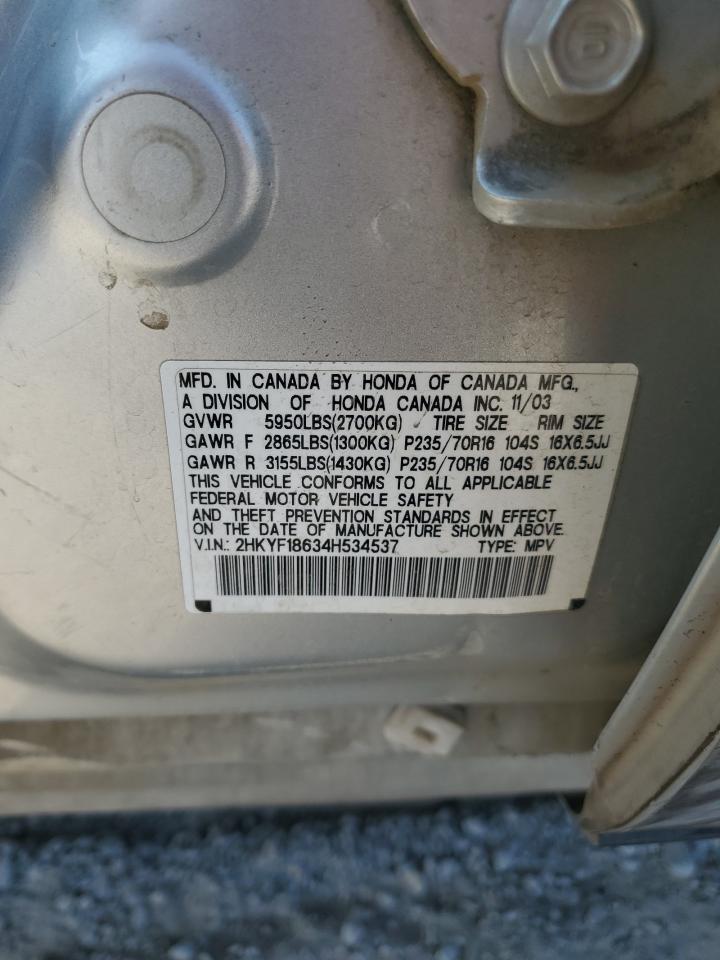 MFD. IN CANADA BY HONDA OF CANADA MFG.,
A DIVISION OF HONDA CANADA INC. 11/03
GVWR 5950LBS(2700KG) TIRE SIZE RIM SIZE
GAWR F 2865LBS(1300KG) P235/70R16 104S 16X6.5JJ
GAWR R 3155LBS(1430KG) P235/70R16 104S 16X6.5JJ
THIS VEHICLE CONFORMS TO ALL APPLICABLE
FEDERAL MOTOR VEHICLE SAFETY
AND THEFT PREVENTION STANDARDS IN EFFECT
ON THE DATE OF MANUFACTURE SHOWN ABOVE.
V.I.N.: 2HKYF18634H534537 TYPE: MPV